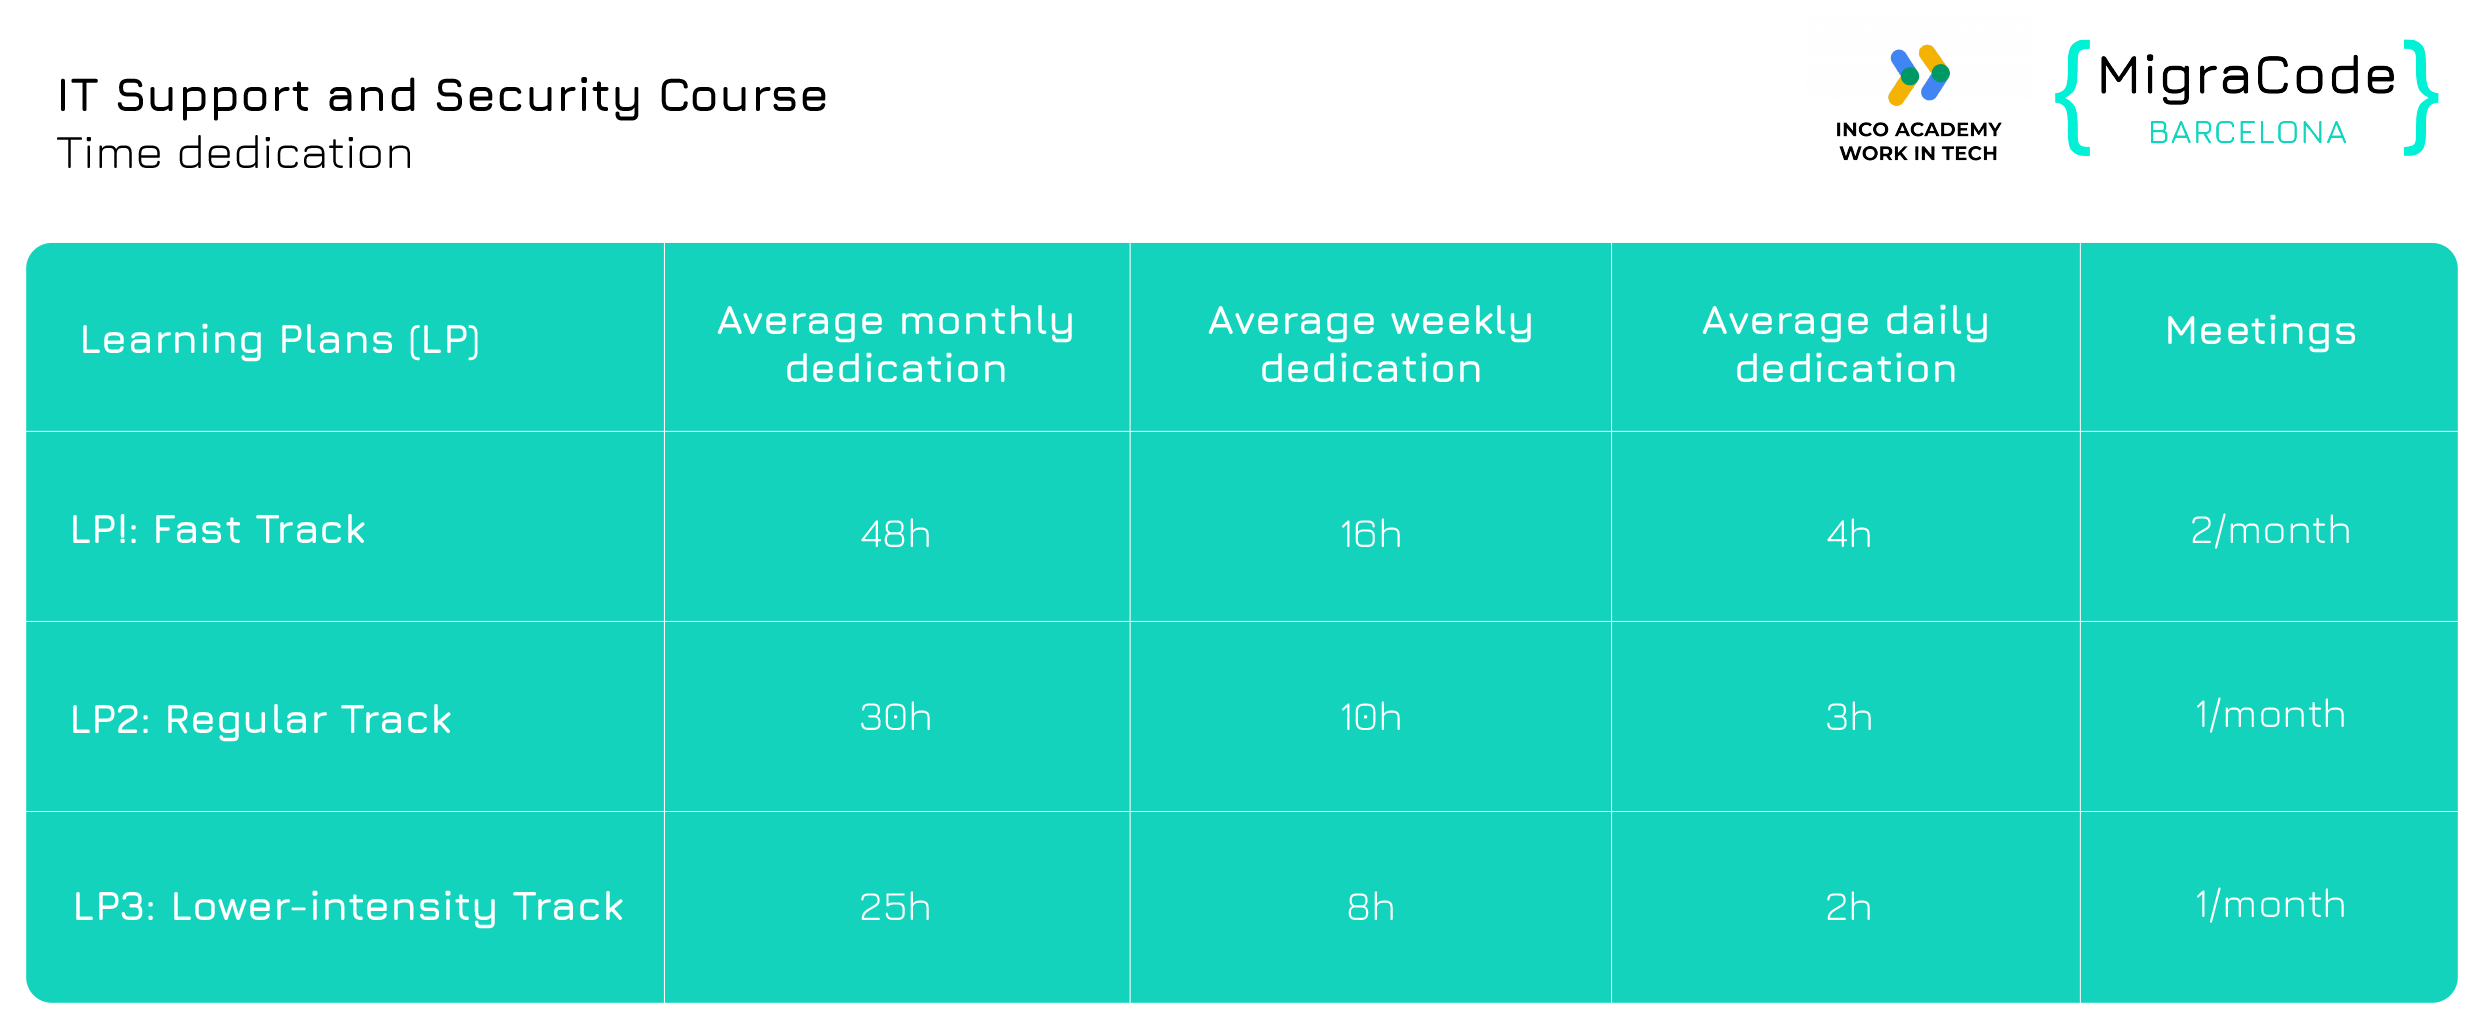 IT Support and Security Course
Time dedication
INCO ACADEMY
WORK IN TECH
{MigraCode}
BARCELONA
Learning Plans (LP)
Average monthly
dedication
Average weekly
dedication
Average daily
dedication
Meetings
LP!: Fast Track
48h
16h
4h
2/month
LP2: Regular Track
30h
10h
3h
1/month
LP3: Lower-intensity Track
25h
8h
2h
1/month